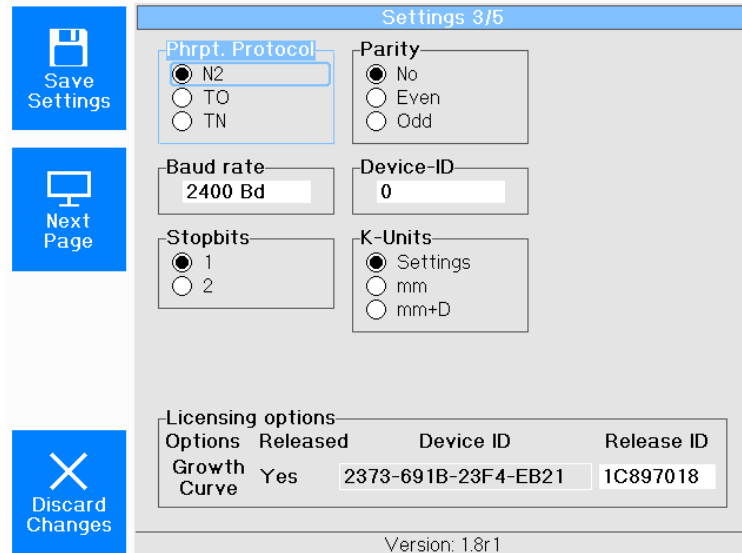 Settings 3/5
Save
Settings
Next
Page
Discard
Changes
Phrpt. Protocol
N2
TO
TN
Parity
No
Even
Odd
Baud rate
2400 Bd
Device-ID
0
Stopbits
1
2
K-Units
Settings
mm
mm+D
Licensing options
Options Released Device ID Release ID
Growth Curve Yes 2373-691B-23F4-EB21 1C897018
Version: 1.8r1